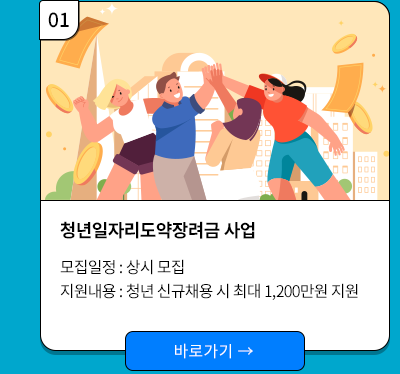 01
청년일자리도약장려금 사업
모집일정 : 상시 모집
지원내용 : 청년 신규채용 시 최대 1,200만원 지원
바로가기 →